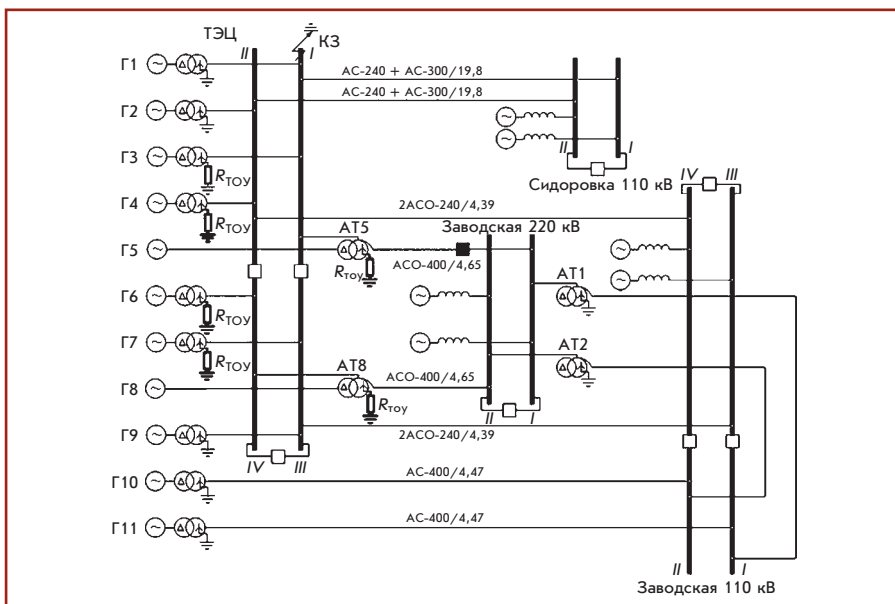 ТЭЦ
II
I
КЗ
Г1
АС-240 + АС-300/19,8
Г2
АС-240 + АС-300/19,8
Г3
II
I
RТОУ
Сидоровка 110 кВ
IV
III
Г4
RТОУ
2АСО-240/4,39
АТ5
Заводская 220 кВ
Г5
RТОУ
АСО-400/4,65
АТ1
Г6
RТОУ
Г7
RТОУ
АТ8
АТ2
Г8
АСО-400/4,65
RТОУ
II
I
Г9
2АСО-240/4,39
IV
III
Г10
АС-400/4,47
Г11
АС-400/4,47
II
I
Заводская 110 кВ